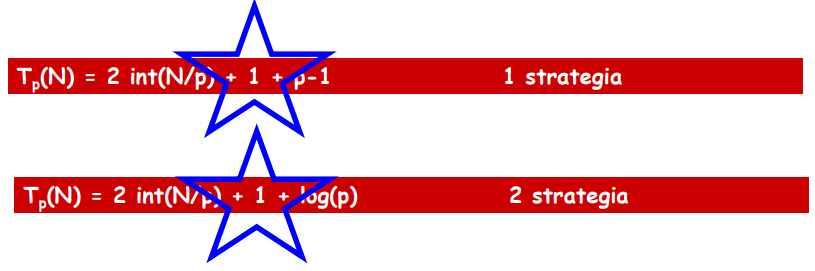 Tp(N) = 2 int(N/p) + 1 + p-1 1 strategia
Tp(N) = 2 int(N/p) + 1 + log(p) 2 strategia